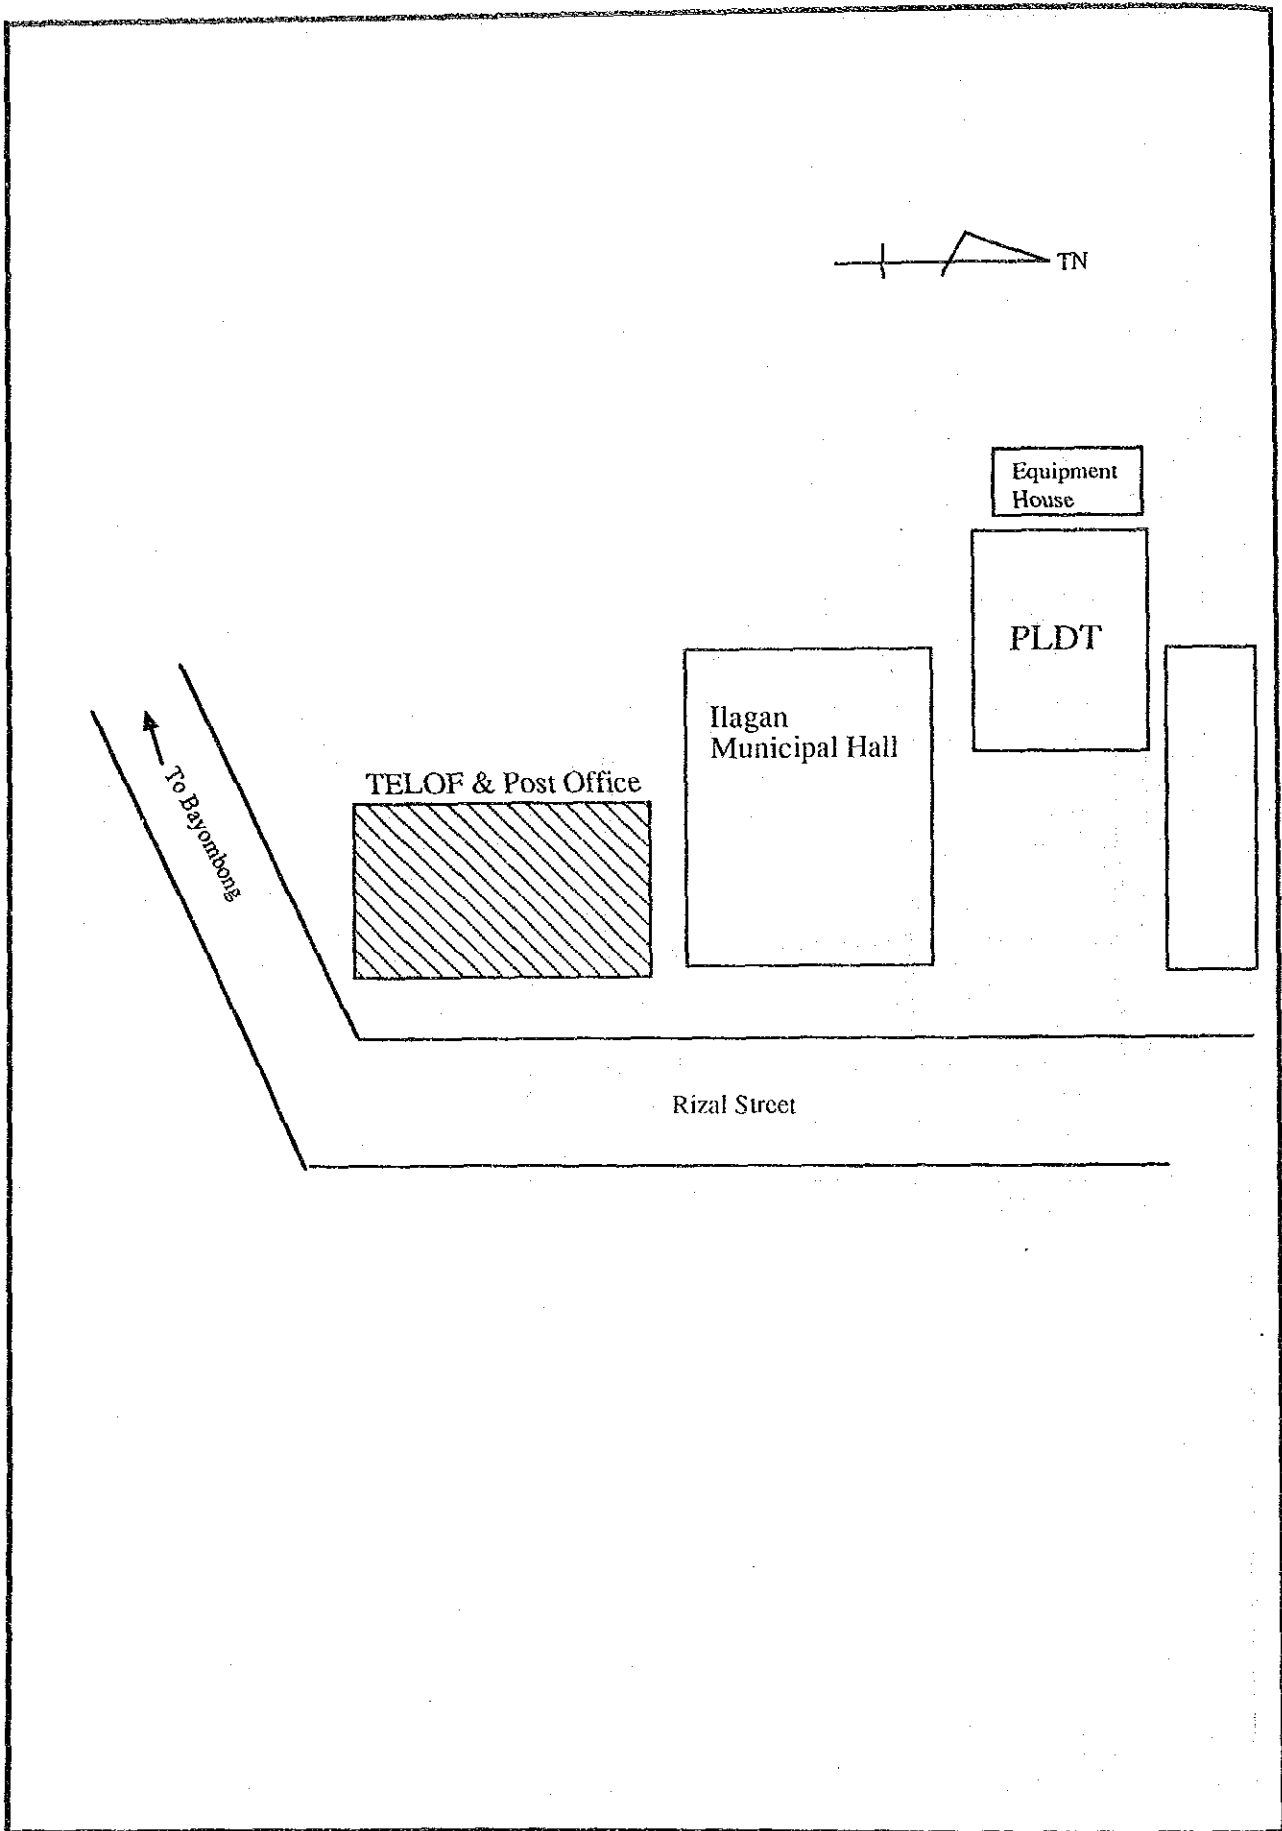 TN
Equipment
House
PLDT
Ilagan
Municipal Hall
TELOF & Post Office
To Bayombong
Rizal Street